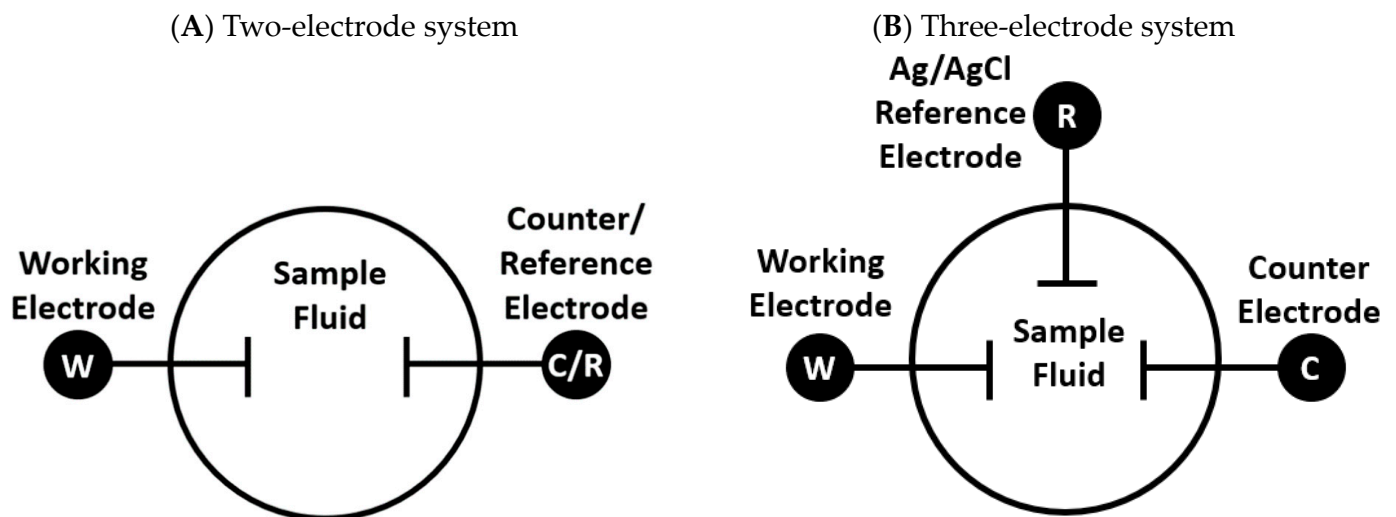 (A) Two-electrode system
Working
Electrode
W
Sample
Fluid
Counter/
Reference
Electrode
C/R
(B) Three-electrode system
Ag/AgCl
Reference
Electrode
R
Working
Electrode
W
Sample
Fluid
Counter
Electrode
C